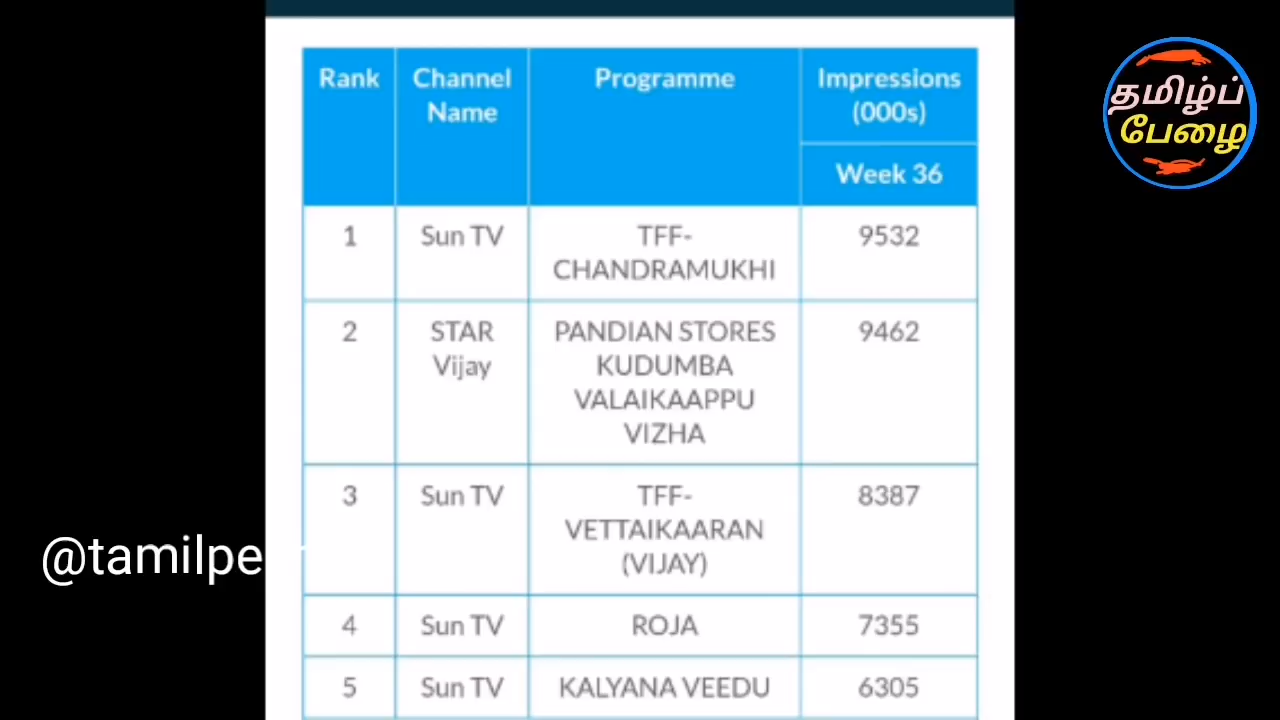 Rank Channel Name Programme Impressions (000s)
Week 36
1 Sun TV TFF-CHANDRAMUKHI 9532
2 STAR Vijay PANDIAN STORES KUDUMBA VALAIKAAPPU VIZHA 9462
3 Sun TV TFF-VETTAIKAARAN (VIJAY) 8387
4 Sun TV ROJA 7355
5 Sun TV KALYANA VEEDU 6305
தமிழ்ப்
பேழை
@tamilpe